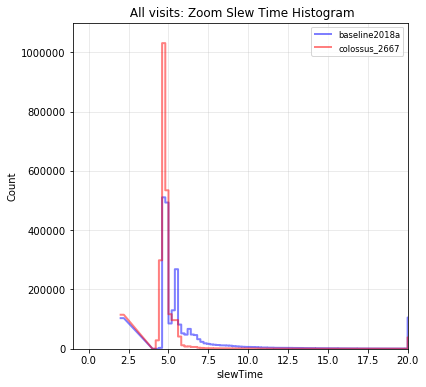 All visits: Zoom Slew Time Histogram
baseline2018a
colossus_2667
1000000
800000
600000
400000
200000
0
Count
0.0 2.5 5.0 7.5 10.0 12.5 15.0 17.5 20.0
slewTime